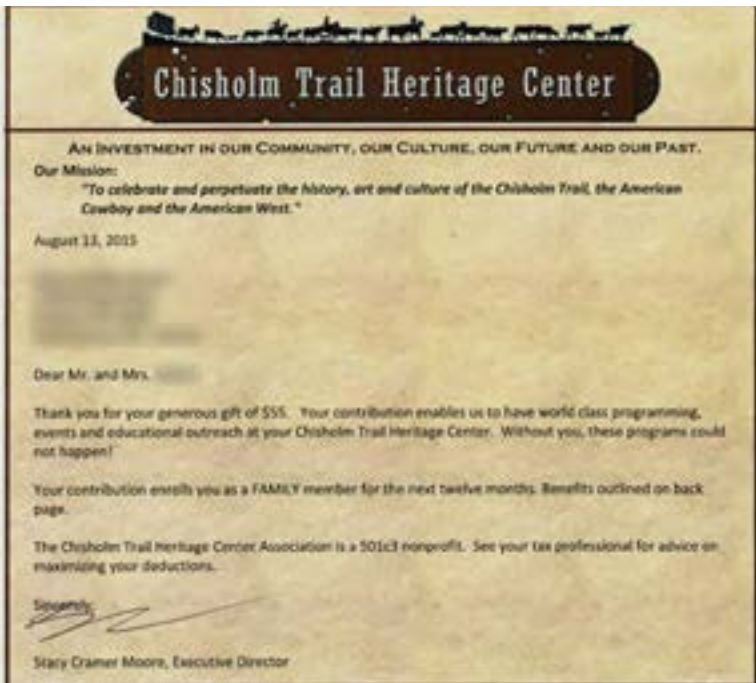 Chisholm Trail Heritage Center
AN INVESTMENT IN OUR COMMUNITY, OUR CULTURE, OUR FUTURE AND OUR PAST.
Our Mission:
"To celebrate and perpetuate the history, art and culture of the Chisholm Trail, the American
Cowboy and the American West."
August 13, 2015
Dear Mr. and Mrs.
Thank you for your generous gift of $55. Your contribution enables us to have world class programming,
events and educational outreach at your Chisholm Trail Heritage Center. Without you, these programs could
not happen!
Your contribution enrolls you as a FAMILY member for the next twelve months. Benefits outlined on back
page.
The Chisholm Trail Heritage Center Association is a 501c3 nonprofit. See your tax professional for advice on
maximizing your deductions.
Sincerely,
Stacy Cramer Moore, Executive Director